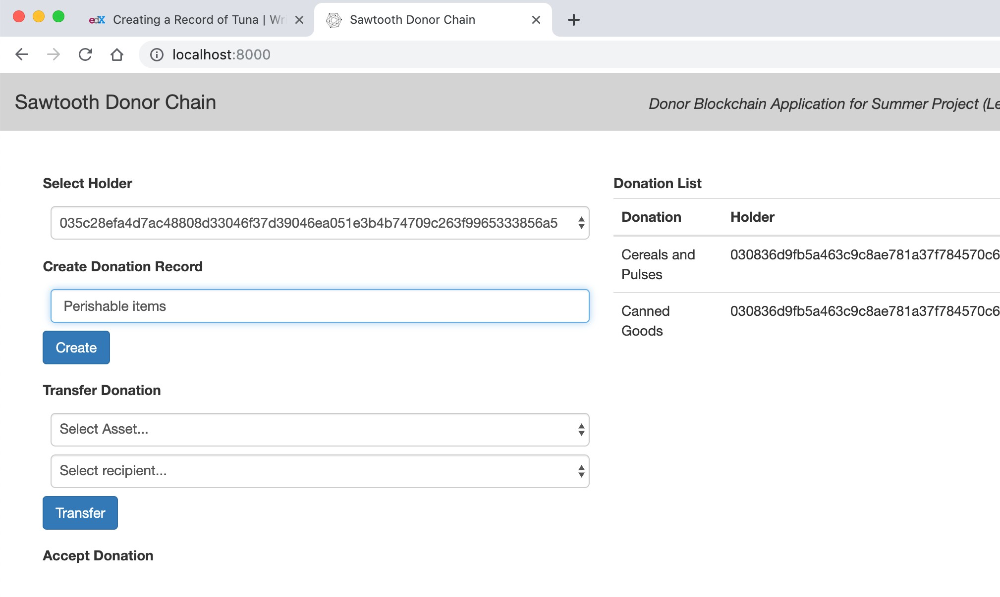 edX Creating a Record of Tuna | Wri
Sawtooth Donor Chain
localhost:8000
Sawtooth Donor Chain
Donor Blockchain Application for Summer Project (Le
Select Holder
035c28efa4d7ac48808d33046f37d39046ea051e3b4b74709c263f9965333856a5
Create Donation Record
Perishable items
Create
Transfer Donation
Select Asset...
Select recipient...
Transfer
Accept Donation
Donation List
Donation Holder
Cereals and 030836d9fb5a463c9c8ae781a37f784570c6
Pulses
Canned 030836d9fb5a463c9c8ae781a37f784570c6
Goods